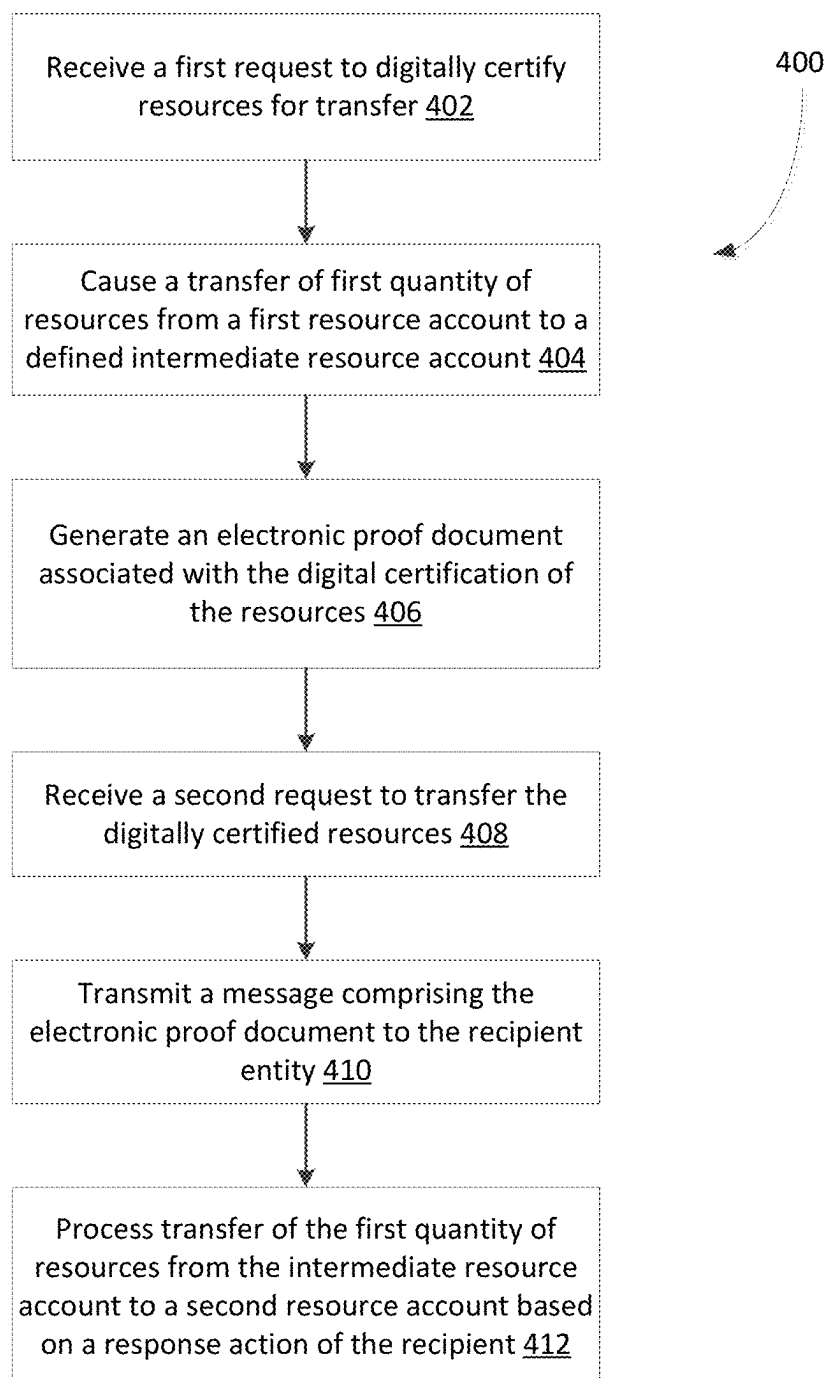 Receive a first request to digitally certify
resources for transfer 402
400
Cause a transfer of first quantity of
resources from a first resource account to a
defined intermediate resource account 404
Generate an electronic proof document
associated with the digital certification of
the resources 406
Receive a second request to transfer the
digitally certified resources 408
Transmit a message comprising the
electronic proof document to the recipient
entity 410
Process transfer of the first quantity of
resources from the intermediate resource
account to a second resource account based
on a response action of the recipient 412